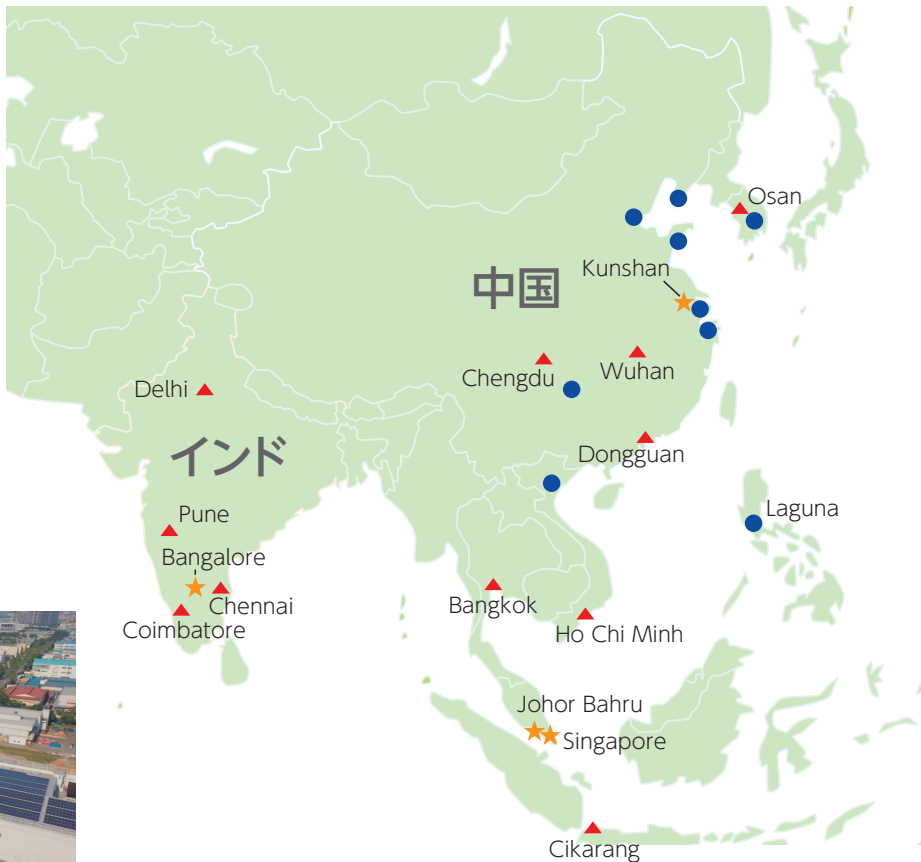 Osan
Kunshan
中国
Chengdu
Wuhan
Delhi
Dongguan
インド
Laguna
Pune
Bangalore
Chennai
Bangkok
Coimbatore
Ho Chi Minh
Johor Bahru
Singapore
Cikarang